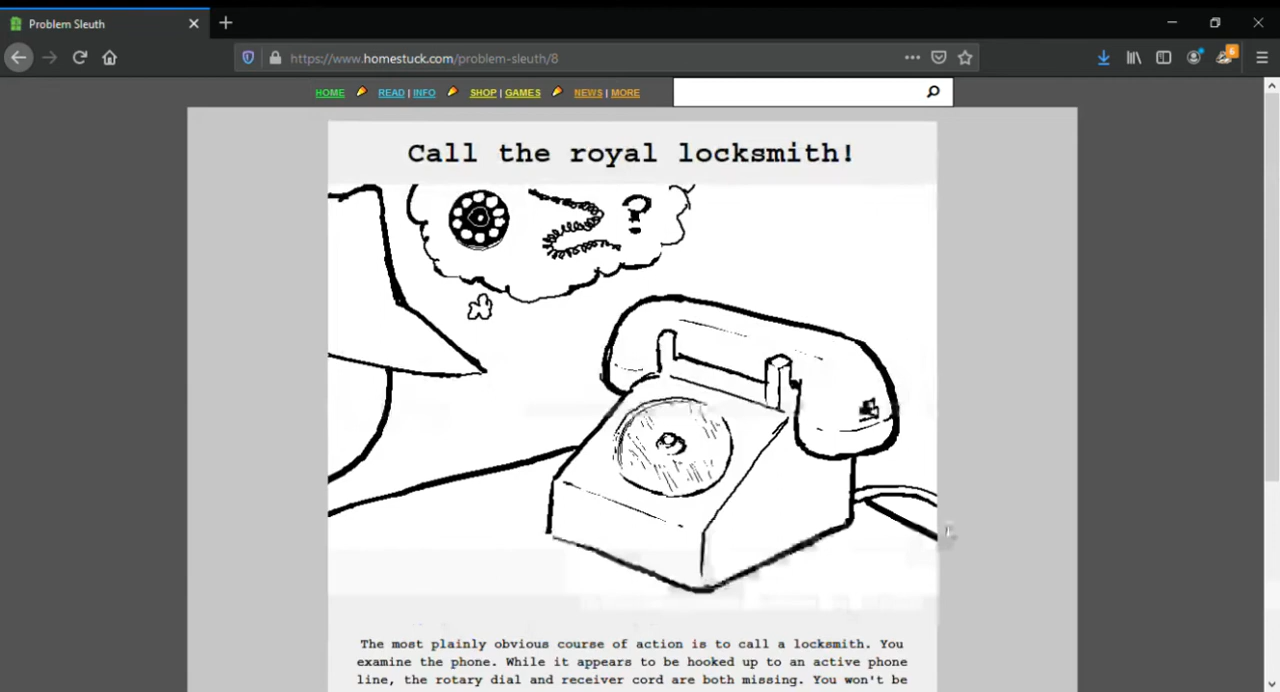 Problem Sleuth
https://www.homestuck.com/problem-sleuth/8
6
HOME READ | INFO SHOP | GAMES NEWS | MORE
Call the royal locksmith!
?
The most plainly obvious course of action is to call a locksmith. You
examine the phone. While it appears to be hooked up to an active phone
line, the rotary dial and receiver cord are both missing. You won't be